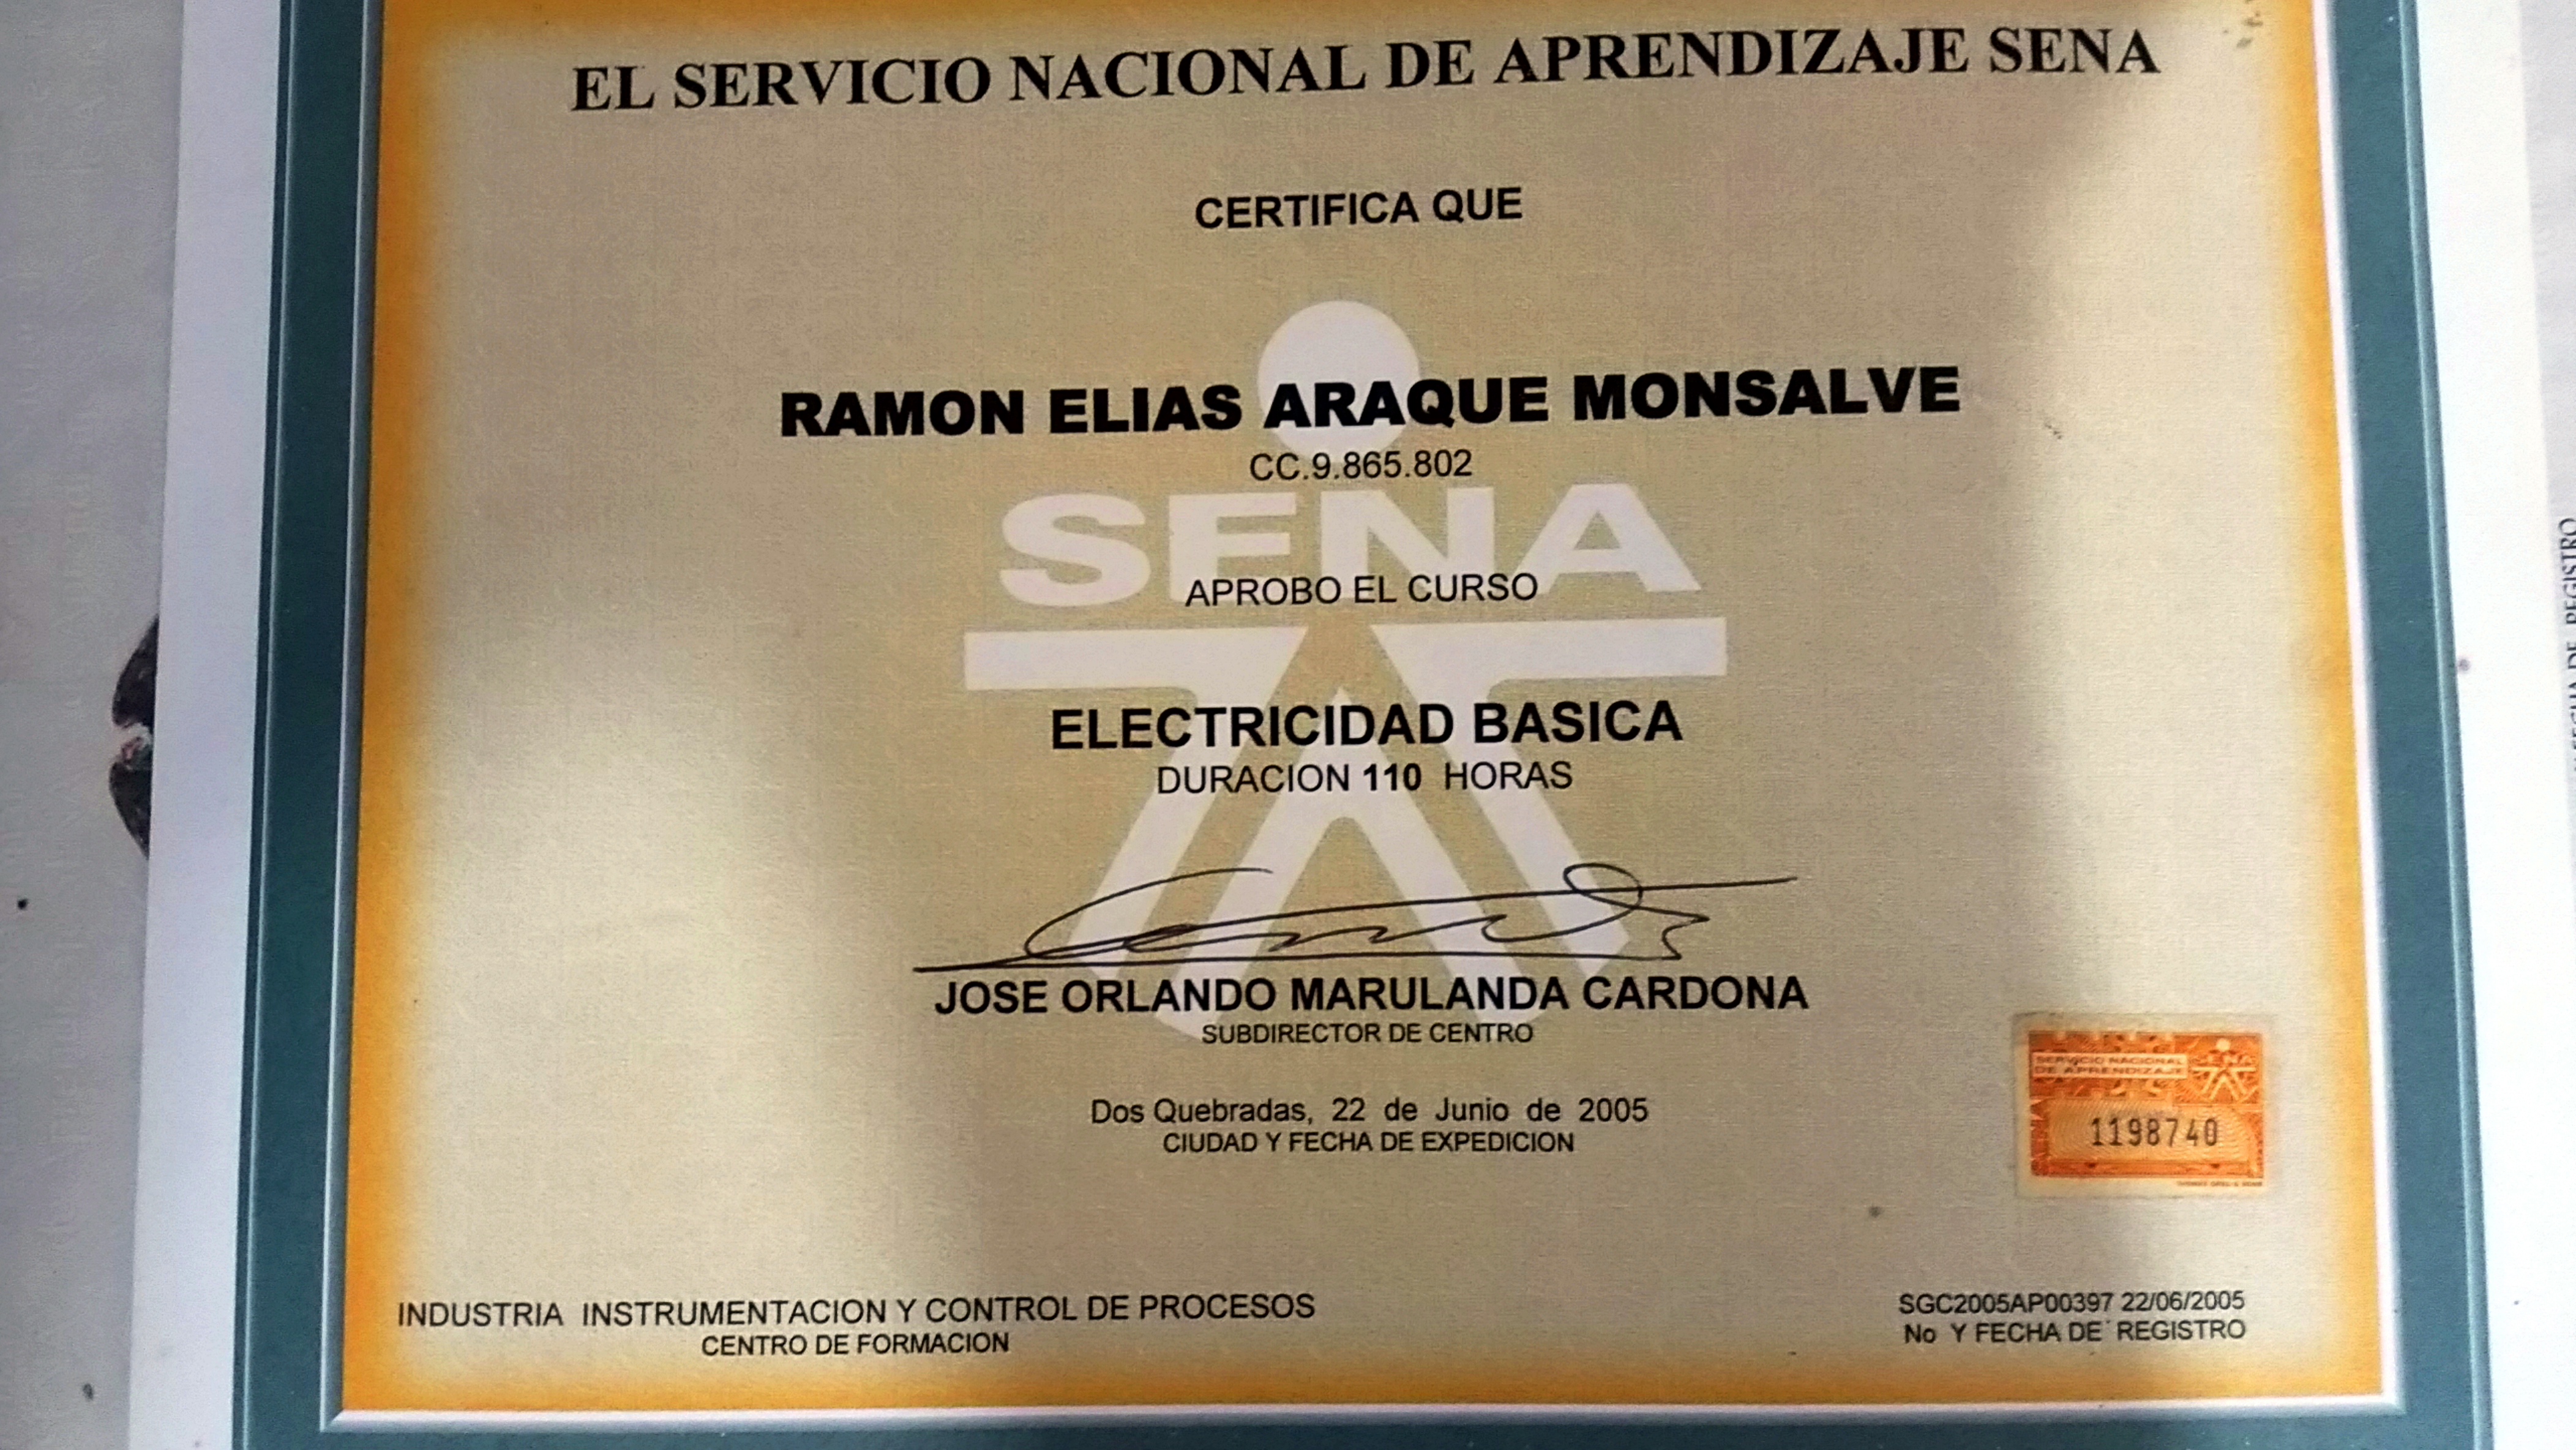 EL SERVICIO NACIONAL DE APRENDIZAJE SENA
CERTIFICA QUE
RAMON ELIAS ARAQUE MONSALVE
CC.9.865.802
SENA
APROBO EL CURSO
ELECTRICIDAD BASICA
DURACION 110 HORAS
JOSE ORLANDO MARULANDA CARDONA
SUBDIRECTOR DE CENTRO
Dos Quebradas, 22 de Junio de 2005
CIUDAD Y FECHA DE EXPEDICION
SERVICIO NACIONAL
DE APRENDIZAJE
SENA
1198740
INDUSTRIA INSTRUMENTACION Y CONTROL DE PROCESOS
CENTRO DE FORMACION
SGC2005AP00397 22/06/2005
No Y FECHA DE REGISTRO
DE REGISTRO